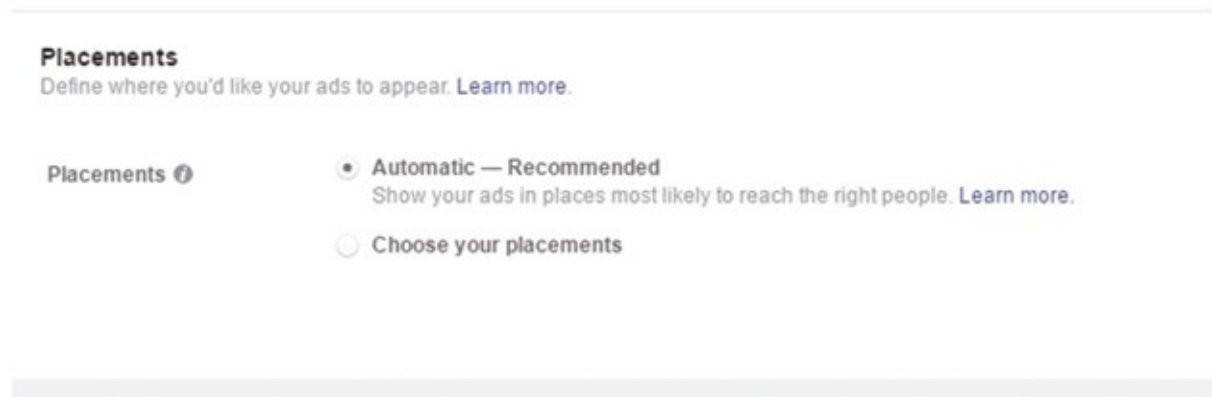 Placements
Define where you'd like your ads to appear. Learn more.
Placements
Automatic — Recommended
Show your ads in places most likely to reach the right people. Learn more.
Choose your placements